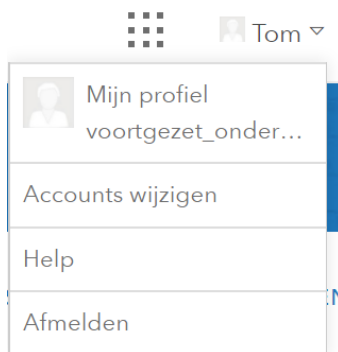 Tom
Mijn profiel
voortgezet_onder...
Accounts wijzigen
Help
Afmelden